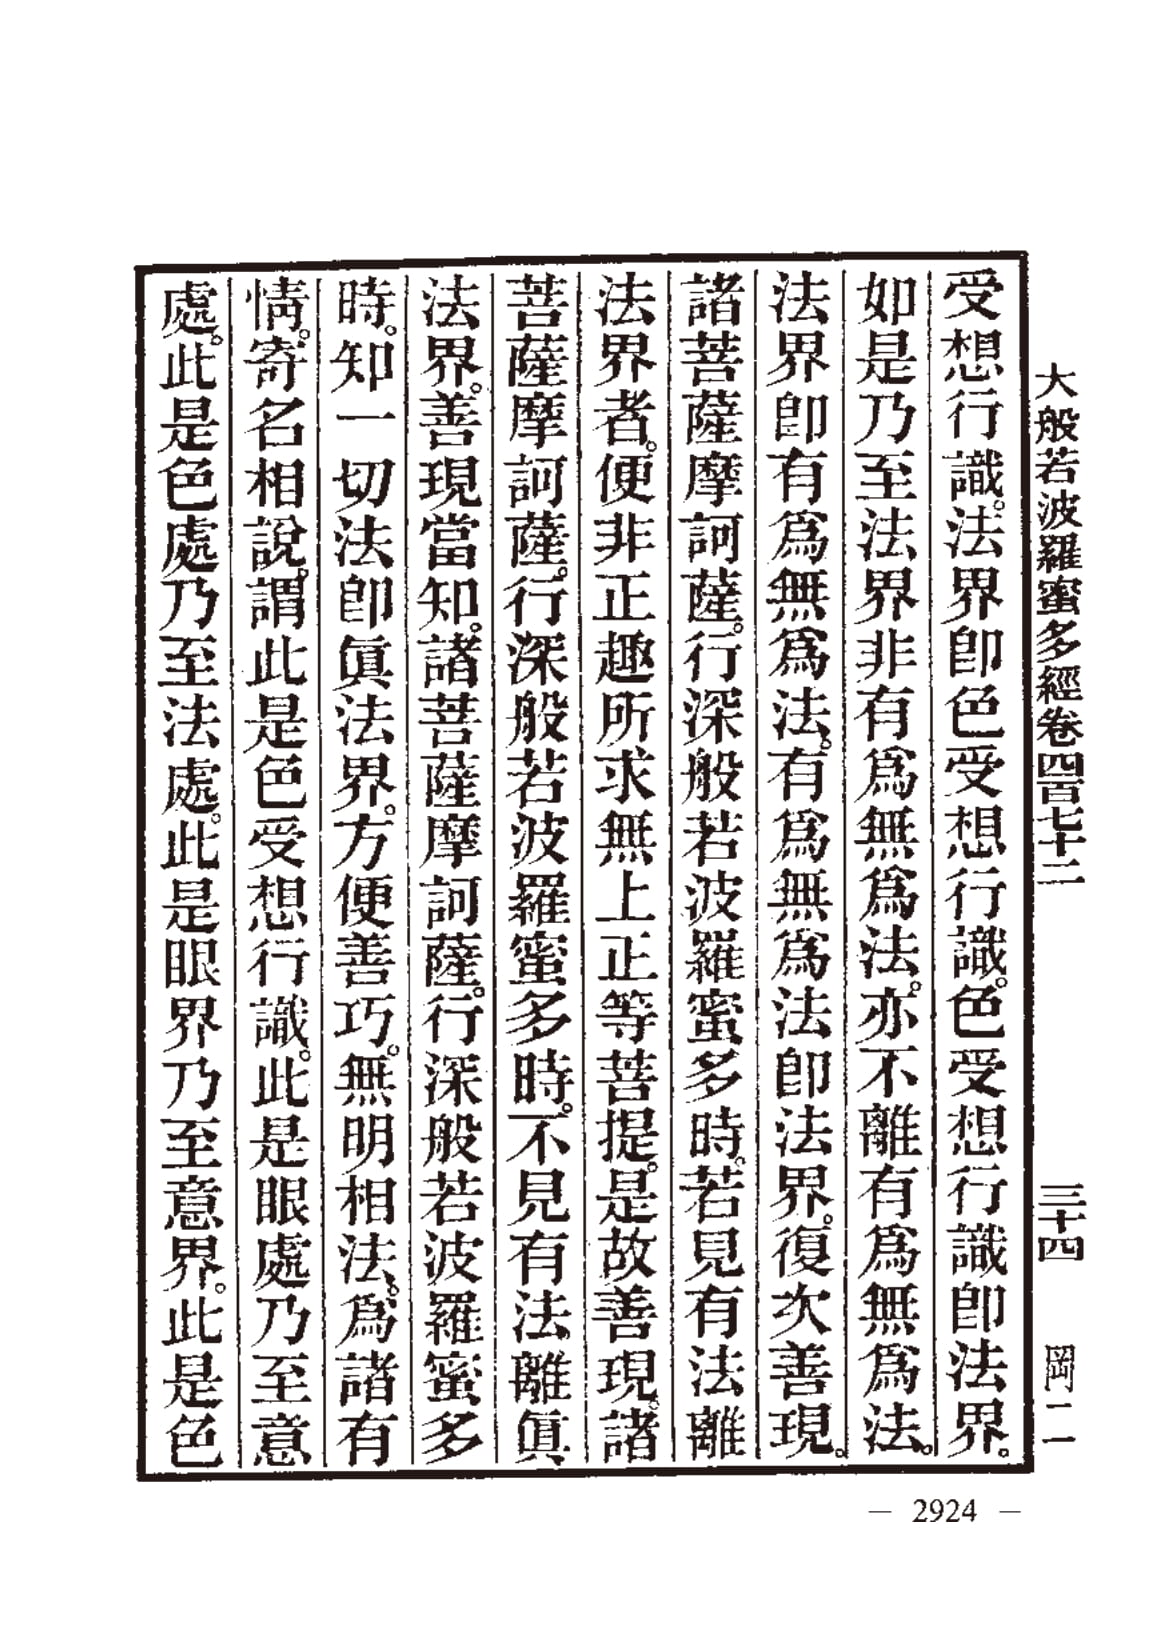 大般若波羅蜜多經卷四百七十二 三十四 岡二
受想行識。法界卽色受想行識。色受想行識卽法界。
如是乃至法界非有爲無爲法。亦不離有爲無爲法。
法界卽有爲無爲法。有爲無爲法卽法界。復次善現。
諸菩薩摩訶薩。行深般若波羅蜜多時。若見有法離
法界者。便非正趣所求無上正等菩提。是故善現。諸
菩薩摩訶薩。行深般若波羅蜜多時。不見有法離眞
法界。善現當知。諸菩薩摩訶薩。行深般若波羅蜜多
時。知一切法卽眞法界。方便善巧。無明相法。爲諸有
情。寄名相說。謂此是色受想行識。此是眼處乃至意
處。此是色處乃至法處。此是眼界乃至意界。此是色
— 2924 —